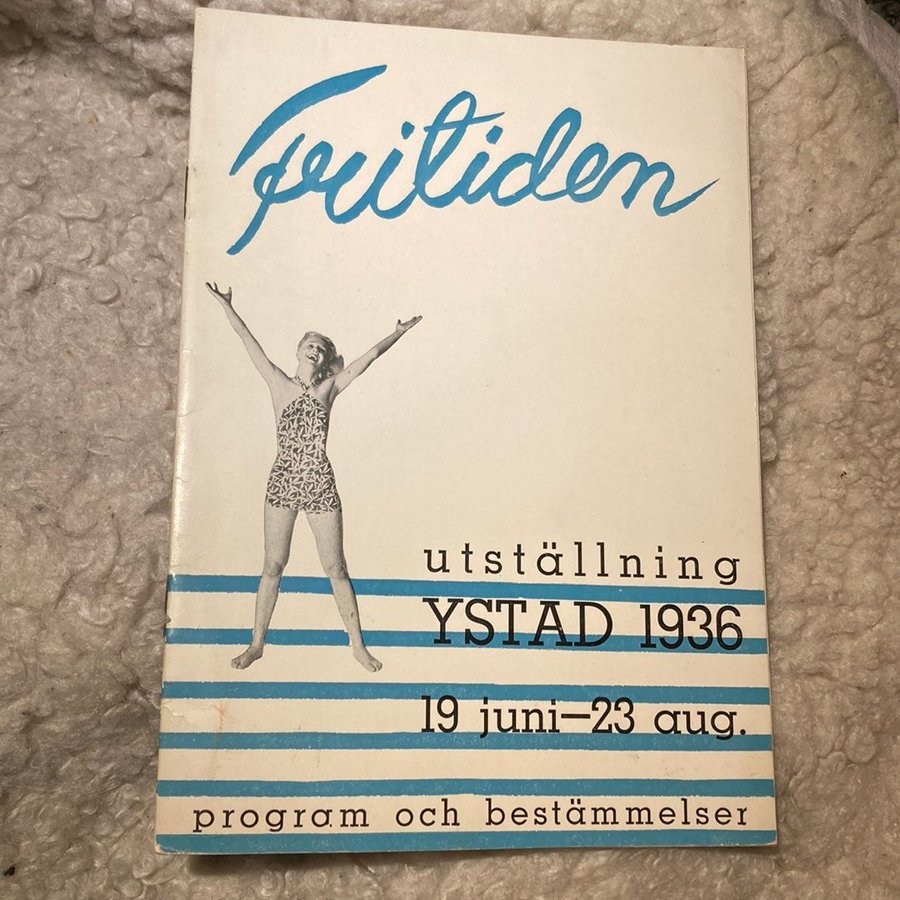 Fritiden
utställning
YSTAD 1936
19 juni—23 aug.
program och bestämmelser